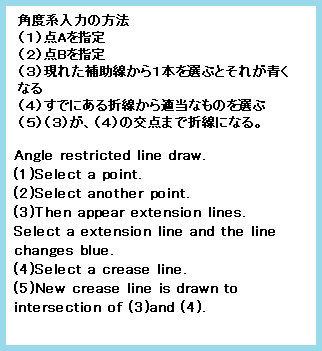 角度系入力の方法
(1)点Aを指定
(2)点Bを指定
(3)現れた補助線から1本を選ぶとそれが青く
なる
(4)すでにある折線から適当なものを選ぶ
(5)(3)が、(4)の交点まで折線になる。
Angle restricted line draw.
(1)Select a point.
(2)Select another point.
(3)Then appear extension lines.
Select a extension line and the line
changes blue.
(4)Select a crease line.
(5)New crease line is drawn to
intersection of (3)and (4).